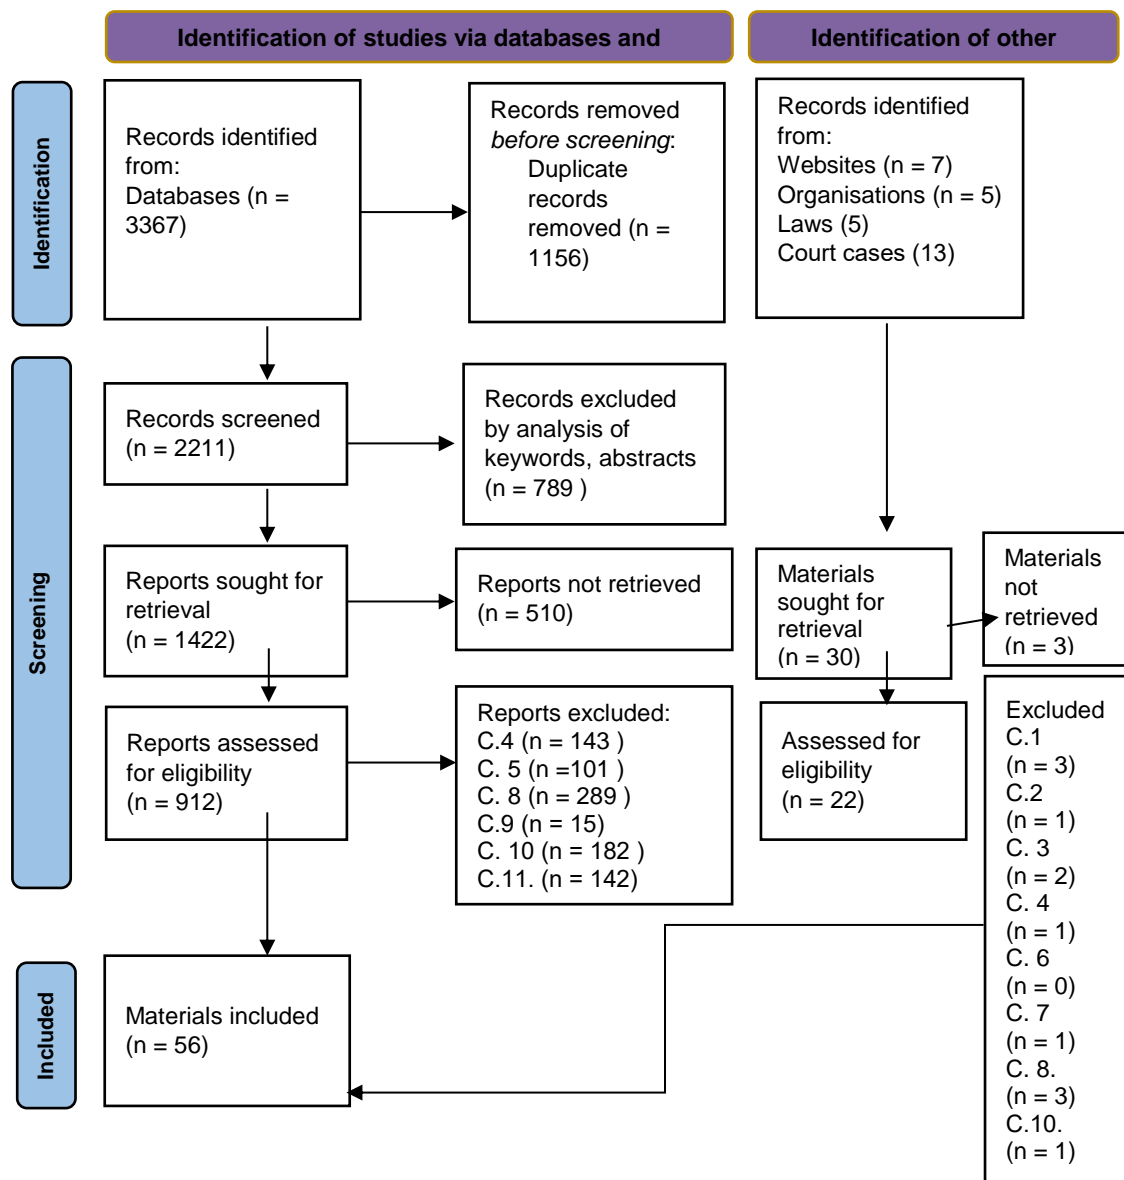 Identification of studies via databases and
Identification of other
Identification
Records identified
from:
Databases (n =
3367)
Records removed
before screening:
Duplicate
records
removed (n =
1156)
Records identified
from:
Websites (n = 7)
Organisations (n = 5)
Laws (5)
Court cases (13)
Screening
Records screened
(n = 2211)
Records excluded
by analysis of
keywords, abstracts
(n = 789 )
Reports sought for
retrieval
(n = 1422)
Reports not retrieved
(n = 510)
Materials
sought for
retrieval
(n = 30)
Materials
not
retrieved
(n = 3)
Reports assessed
for eligibility
(n = 912)
Reports excluded:
C.4 (n = 143 )
C. 5 (n =101 )
C. 8 (n = 289 )
C.9 (n = 15)
C. 10 (n = 182 )
C.11. (n = 142)
Assessed for
eligibility
(n = 22)
Excluded
C.1
(n = 3)
C.2
(n = 1)
C. 3
(n = 2)
C. 4
(n = 1)
C. 6
(n = 0)
C. 7
(n = 1)
C. 8.
(n = 3)
C.10.
(n = 1)
Included
Materials included
(n = 56)